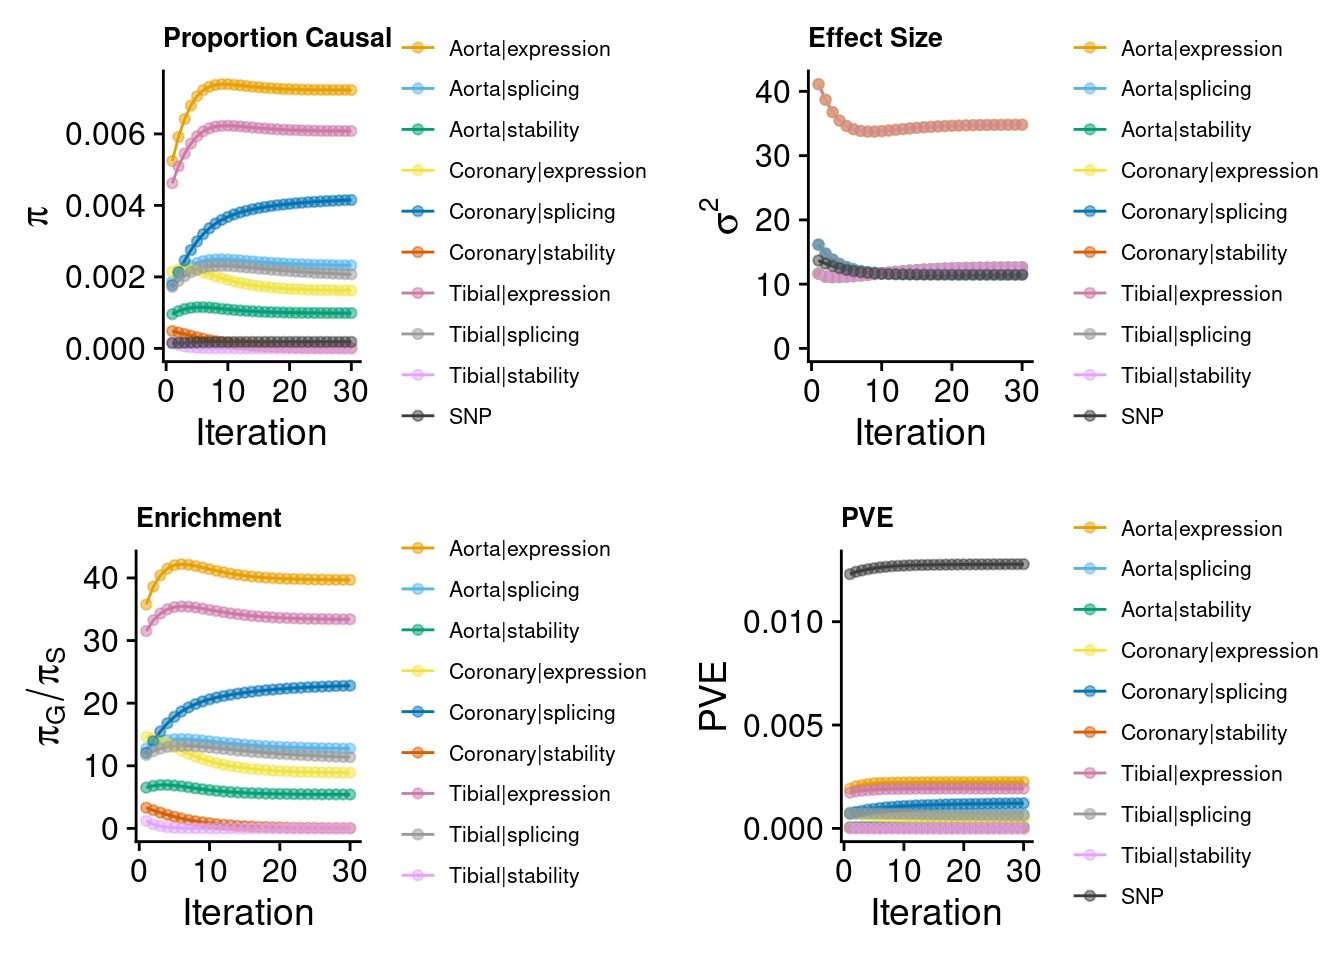 Proportion Causal
π
0.006
0.004
0.002
0.000
0 10 20 30
Iteration
Aorta|expression
Aorta|splicing
Aorta|stability
Coronary|expression
Coronary|splicing
Coronary|stability
Tibial|expression
Tibial|splicing
Tibial|stability
SNP
Effect Size
σ²
40
30
20
10
0
0 10 20 30
Iteration
Aorta|expression
Aorta|splicing
Aorta|stability
Coronary|expression
Coronary|splicing
Coronary|stability
Tibial|expression
Tibial|splicing
Tibial|stability
SNP
Enrichment
π_G/π_S
40
30
20
10
0
0 10 20 30
Iteration
Aorta|expression
Aorta|splicing
Aorta|stability
Coronary|expression
Coronary|splicing
Coronary|stability
Tibial|expression
Tibial|splicing
Tibial|stability
PVE
PVE
0.010
0.005
0.000
0 10 20 30
Iteration
Aorta|expression
Aorta|splicing
Aorta|stability
Coronary|expression
Coronary|splicing
Coronary|stability
Tibial|expression
Tibial|splicing
Tibial|stability
SNP